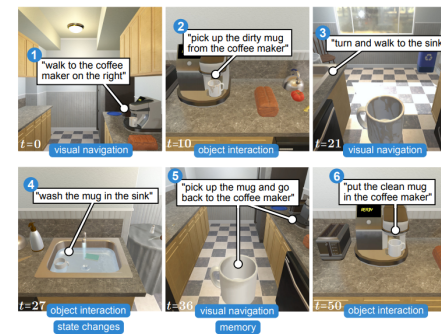 1
"walk to the coffee
maker on the right"
t=0
visual navigation
2
"pick up the dirty mug
from the coffee maker"
t=10
object interaction
3
"turn and walk to the sink
t=21
visual navigation
4
"wash the mug in the sink"
t=27
object interaction
state changes
5
"pick up the mug and go
back to the coffee maker"
t=36
visual navigation
memory
6
"put the clean mug
in the coffee maker"
t=50
object interaction